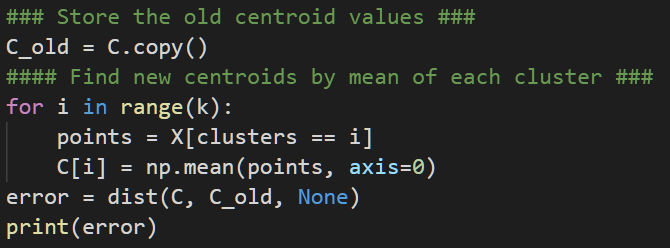 ### Store the old centroid values ###
C_old = C.copy()
#### Find new centroids by mean of each cluster ###
for i in range(k):
    points = X[clusters == i]
    C[i] = np.mean(points, axis=0)
error = dist(C, C_old, None)
print(error)